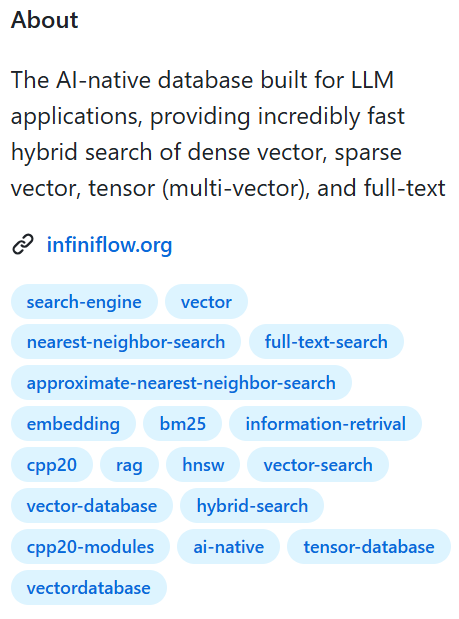 About
The AI-native database built for LLM
applications, providing incredibly fast
hybrid search of dense vector, sparse
vector, tensor (multi-vector), and full-text
infiniflow.org
search-engine vector
nearest-neighbor-search full-text-search
approximate-nearest-neighbor-search
embedding bm25 information-retrival
cpp20 rag hnsw vector-search
vector-database hybrid-search
cpp20-modules ai-native tensor-database
vectordatabase